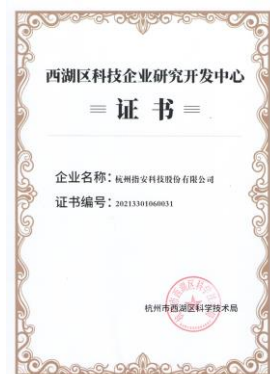 西湖区科技企业研究开发中心
证书
企业名称：杭州指安科技股份有限公司
证书编号：20213301060031
杭州市西湖区科学技术局